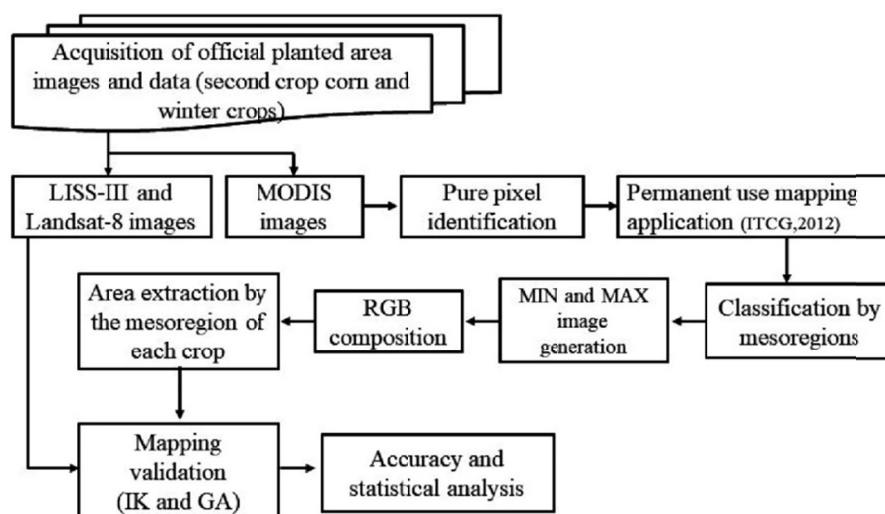 Acquisition of official planted area
images and data (second crop corn and
winter crops)
LISS-III and
Landsat-8 images
MODIS
images
Pure pixel
identification
Permanent use mapping
application (ITCG,2012)
Area extraction by
the mesoregion of
each crop
RGB
composition
MIN and MAX
image
generation
Classification by
mesoregions
Mapping
validation
(IK and GA)
Accuracy and
statistical analysis